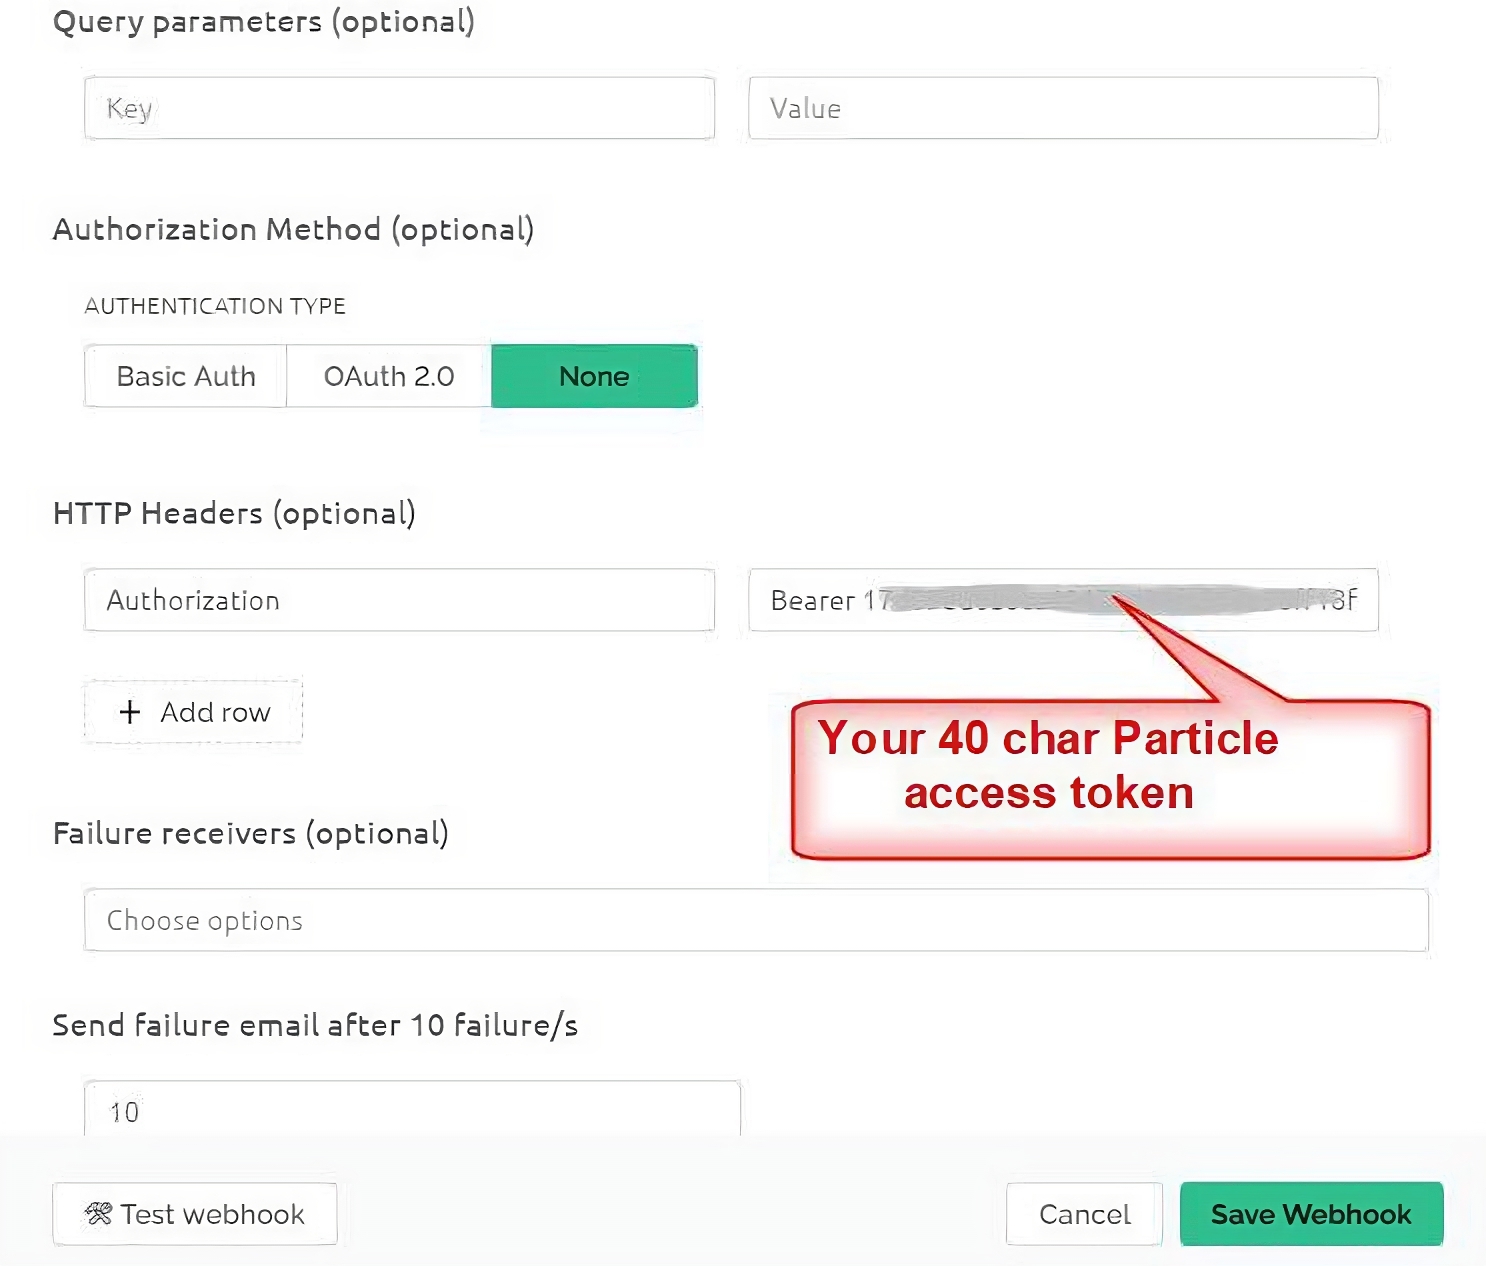 Query parameters (optional)
Key
Value
Authorization Method (optional)
AUTHENTICATION TYPE
Basic Auth
OAuth 2.0
None
HTTP Headers (optional)
Authorization
Bearer 17
+ Add row
Your 40 char Particle
access token
Failure receivers (optional)
Choose options
Send failure email after 10 failure/s
10
Test webhook
Cancel
Save Webhook